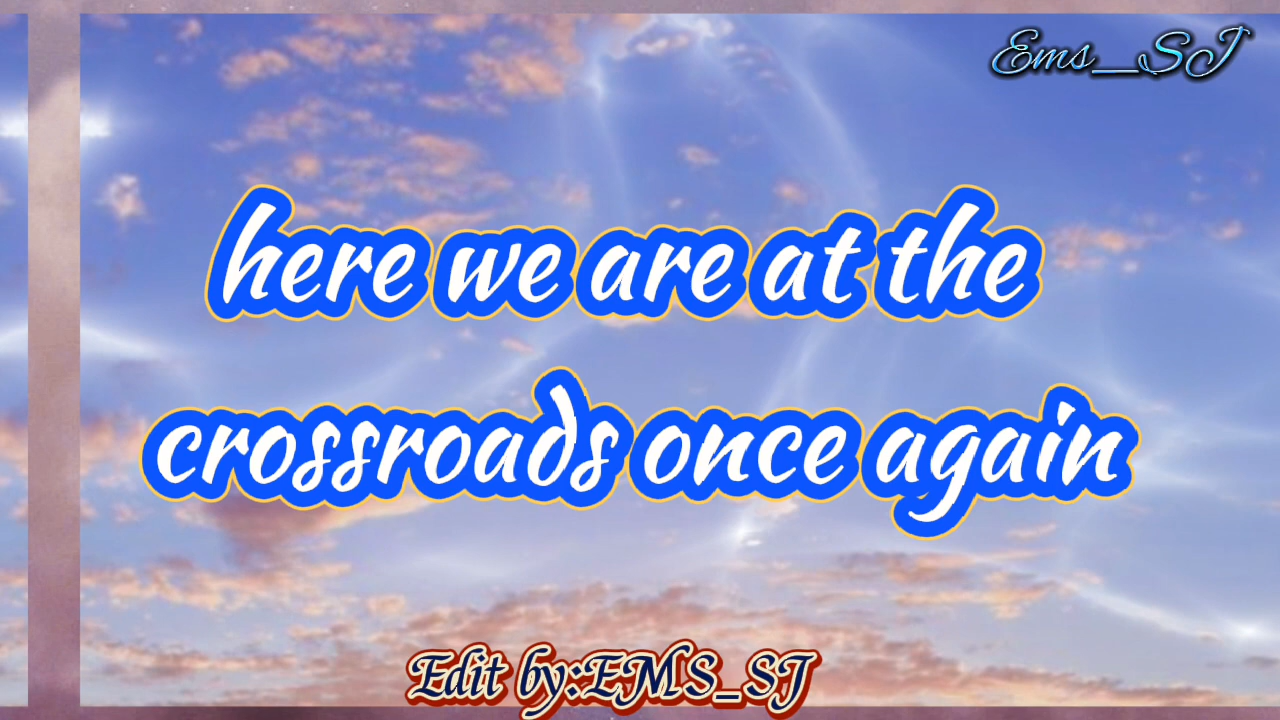 Ems_SJ
here we are at the
crossroads once again
Edit by:EMS_SJ